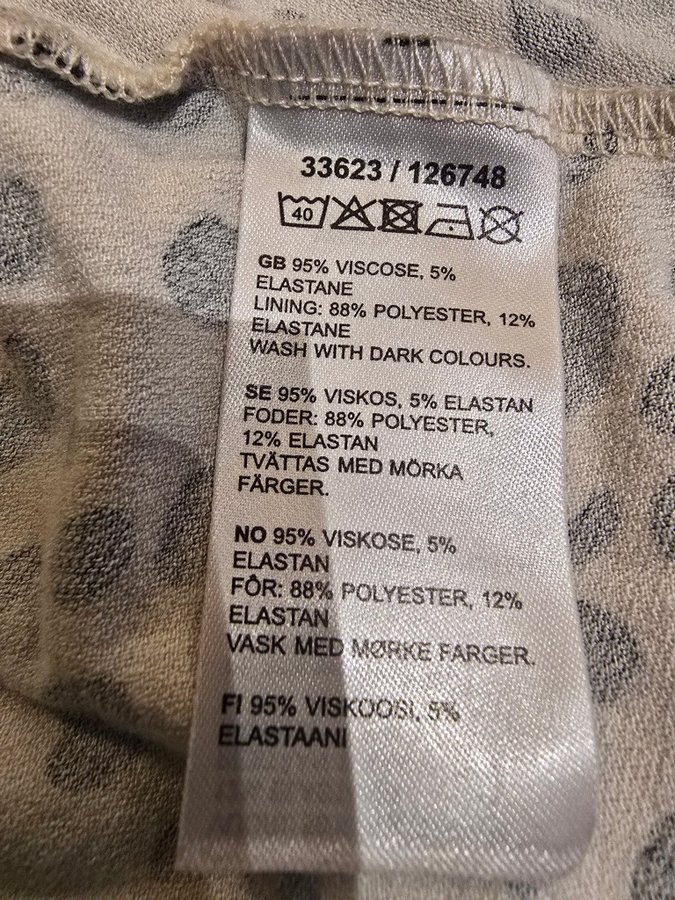 33623 / 126748
40
GB 95% VISCOSE, 5%
ELASTANE
LINING: 88% POLYESTER, 12%
ELASTANE
WASH WITH DARK COLOURS.
SE 95% VISKOS, 5% ELASTAN
FODER: 88% POLYESTER,
12% ELASTAN
TVÄTTAS MED MÖRKA
FÄRGER.
NO 95% VISKOSE, 5%
ELASTAN
FÔR: 88% POLYESTER, 12%
ELASTAN
VASK MED MØRKE FARGER.
FI 95% VISKOOSI, 5%
ELASTAANI